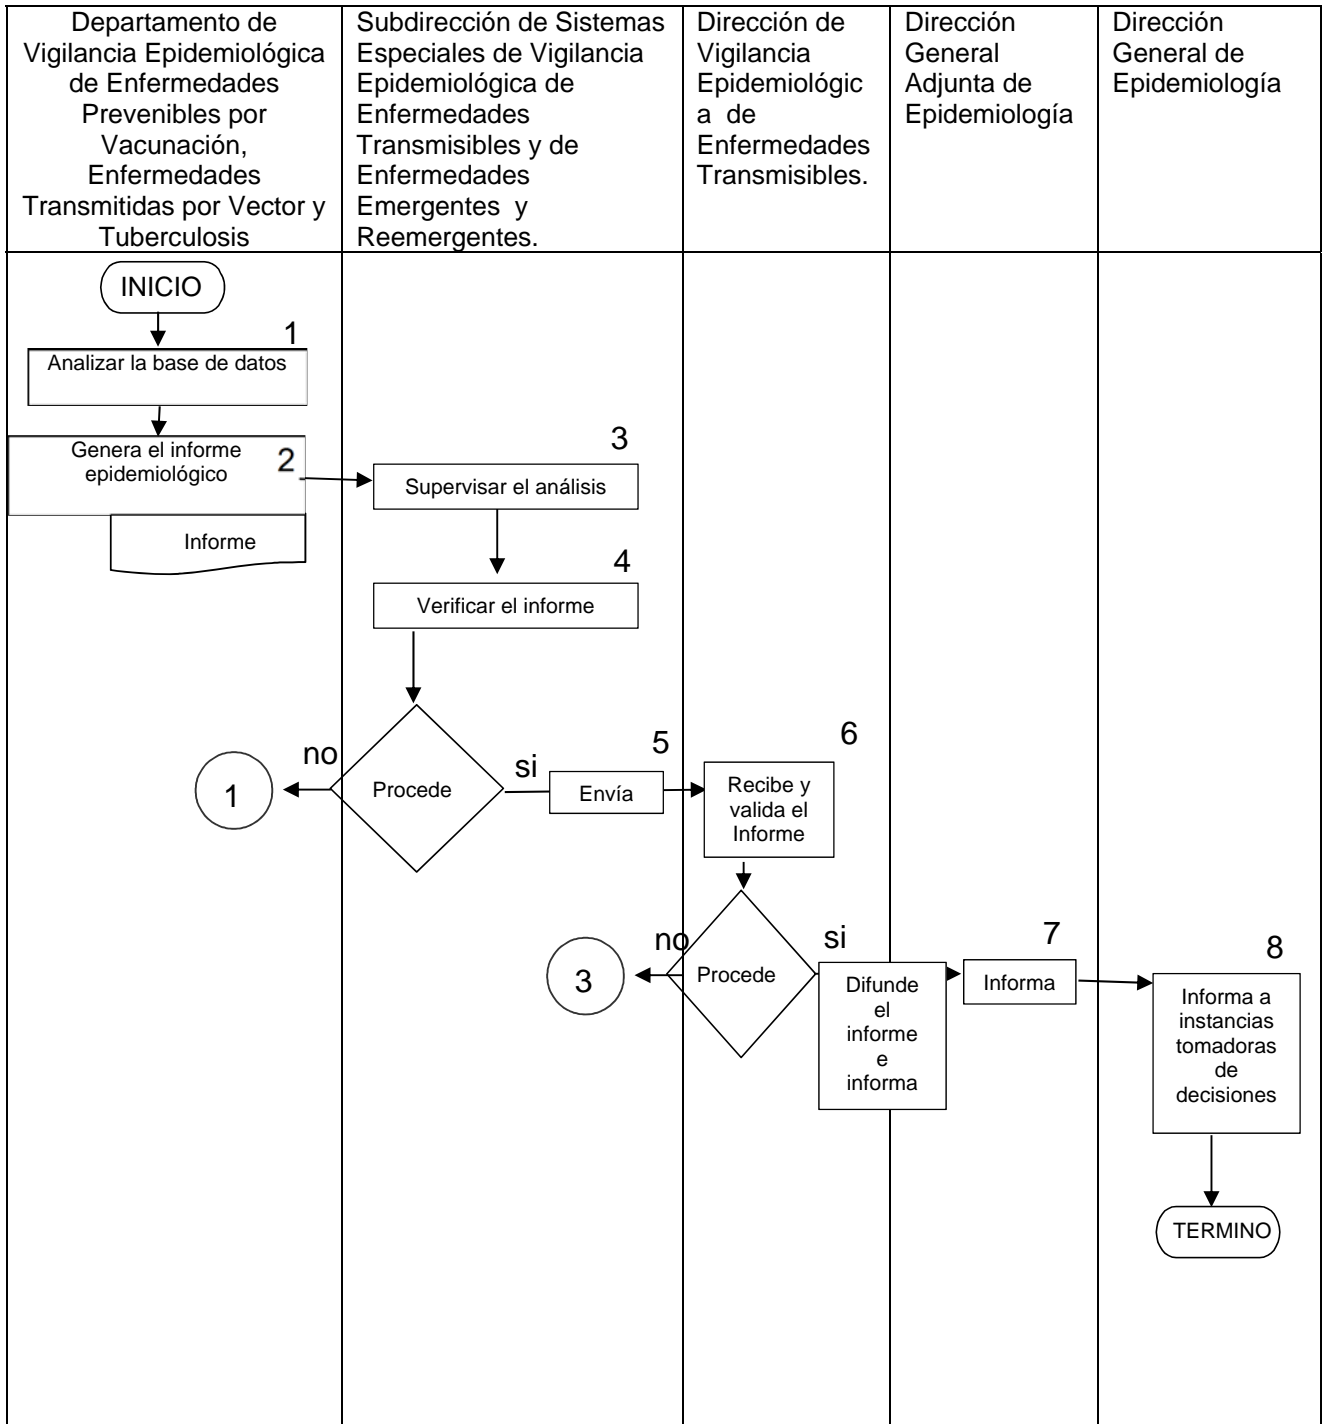 Departamento de
Vigilancia Epidemiológica
de Enfermedades
Prevenibles por
Vacunación,
Enfermedades
Transmitidas por Vector y
Tuberculosis
Subdirección de Sistemas
Especiales de Vigilancia
Epidemiológica de
Enfermedades
Transmisibles y de
Enfermedades
Emergentes y
Reemergentes.
Dirección de
Vigilancia
Epidemiológic
a de
Enfermedades
Transmisibles.
Dirección
General
Adjunta de
Epidemiología
Dirección
General de
Epidemiología
INICIO
1
Analizar la base de datos
Genera el informe
epidemiológico
2
Informe
3
Supervisar el análisis
4
Verificar el informe
Procede
no
1
si
5
Envía
6
Recibe y
valida el
Informe
Procede
no
3
si
Difunde
el
informe
e
informa
7
Informa
8
Informa a
instancias
tomadoras
de
decisiones
TERMINO